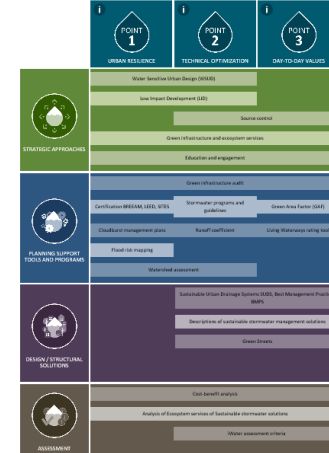 i
POINT
1
URBAN RESILIENCE
i
POINT
2
TECHNICAL OPTIMIZATION
i
POINT
3
DAY-TO-DAY VALUES
STRATEGIC APPROACHES
Water Sensitive Urban Design (WSUD)
Low Impact Development (LID)
Source control
Green Infrastructure and ecosystem services
Education and engagement
PLANNING SUPPORT
TOOLS AND PROGRAMS
Green infrastructure audit
Certification BREEAM, LEED, SITES
Stormwater programs and
guidelines
Green Area Factor (GAF)
Cloudburst management plans
Runoff coefficient
Living Waterways rating tool
Flood risk mapping
Watershed assessment
DESIGN / STRUCTURAL
SOLUTIONS
Sustainable Urban Drainage Systems SUDS, Best Management Practic
BMPS
Descriptions of sustainable stormwater management solutions
Green Streets
ASSESSMENT
Cost-benefit analysis
Analysis of Ecosystem services of Sustainable stormwater solutions
/Water assessment criteria